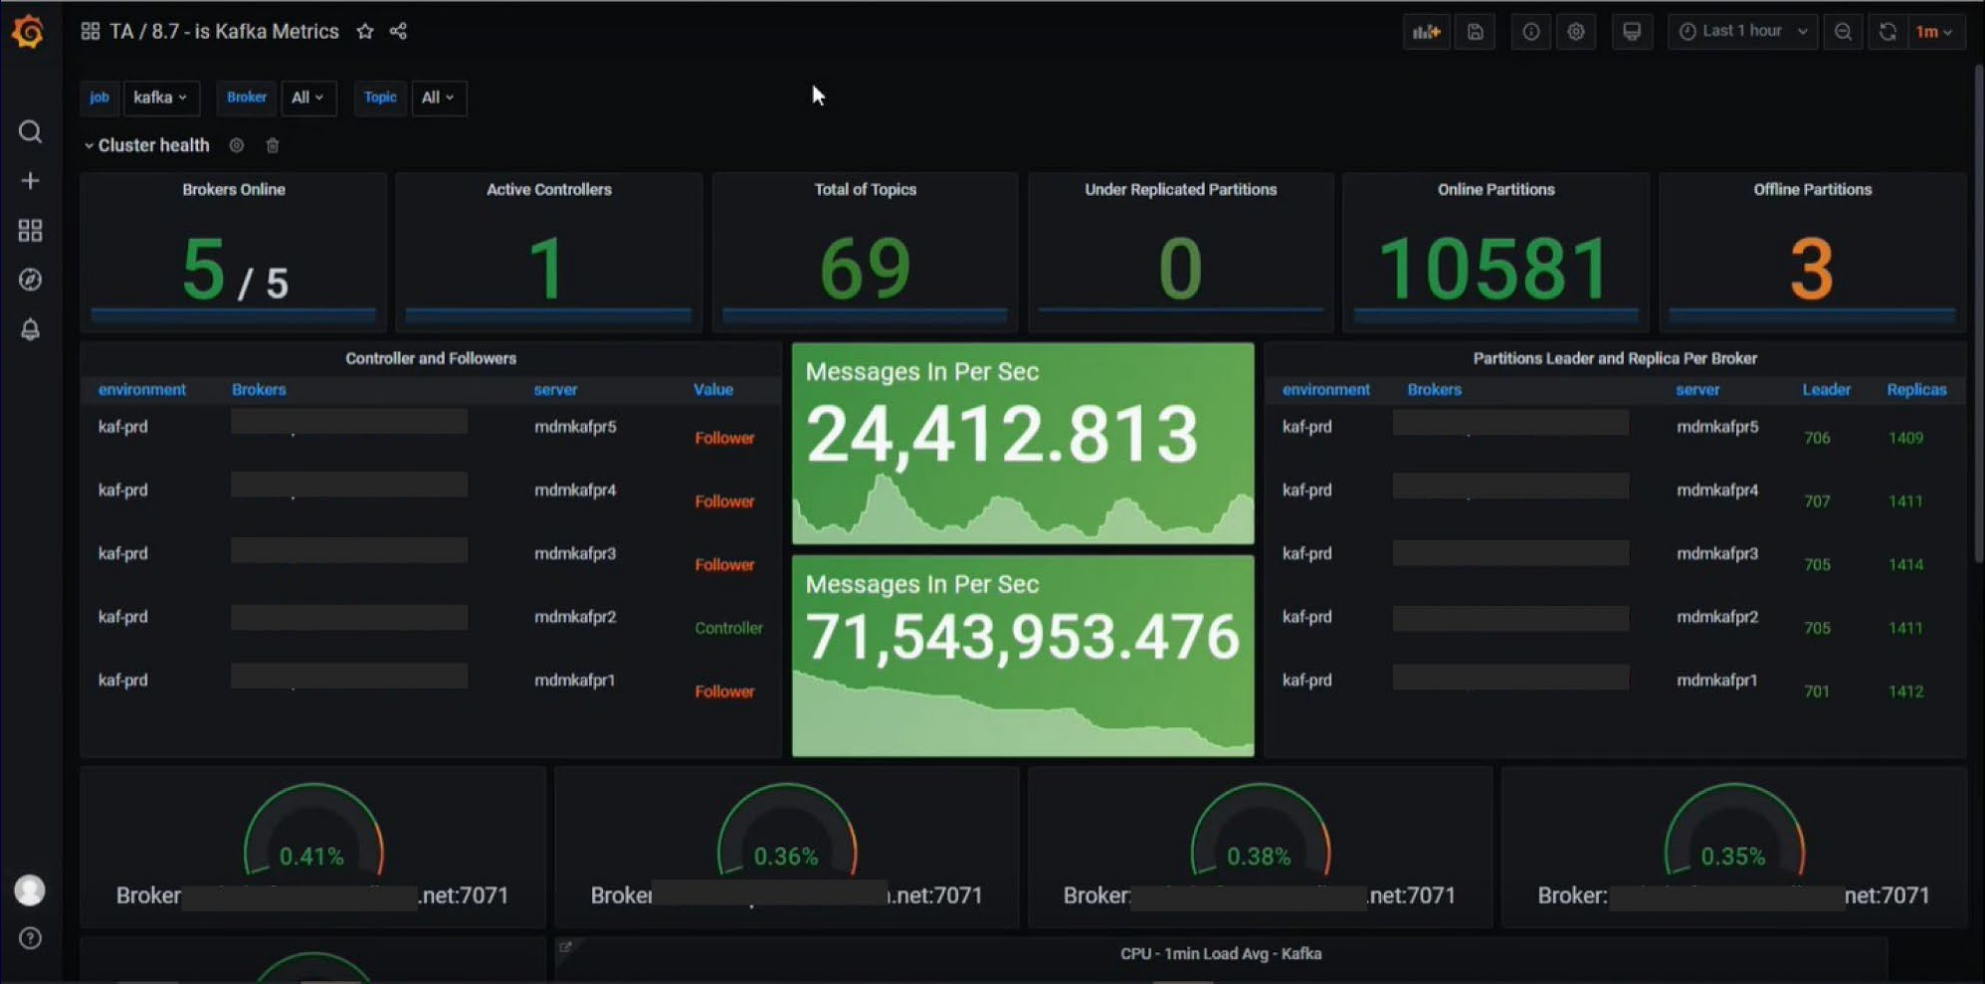 TA / 8.7 - is Kafka Metrics
Last 1 hour
1m
job kafka Broker All Topic All
Cluster health
Brokers Online
5 / 5
Active Controllers
1
Total of Topics
69
Under Replicated Partitions
0
Online Partitions
10581
Offline Partitions
3
Controller and Followers
environment Brokers server Value
kaf-prd mdmkafpr5 Follower
kaf-prd mdmkafpr4 Follower
kaf-prd mdmkafpr3 Follower
kaf-prd mdmkafpr2 Controller
kaf-prd mdmkafpr1 Follower
Messages In Per Sec
24,412.813
Messages In Per Sec
71,543,953.476
Partitions Leader and Replica Per Broker
environment Brokers server Leader Replicas
kaf-prd mdmkafpr5 706 1409
kaf-prd mdmkafpr4 707 1411
kaf-prd mdmkafpr3 705 1414
kaf-prd mdmkafpr2 705 1411
kaf-prd mdmkafpr1 701 1412
0.41%
Broker .net:7071
0.36%
Broker .net:7071
0.38%
Broker: .net:7071
0.35%
Broker: net:7071
CPU - 1min Load Avg - Kafka